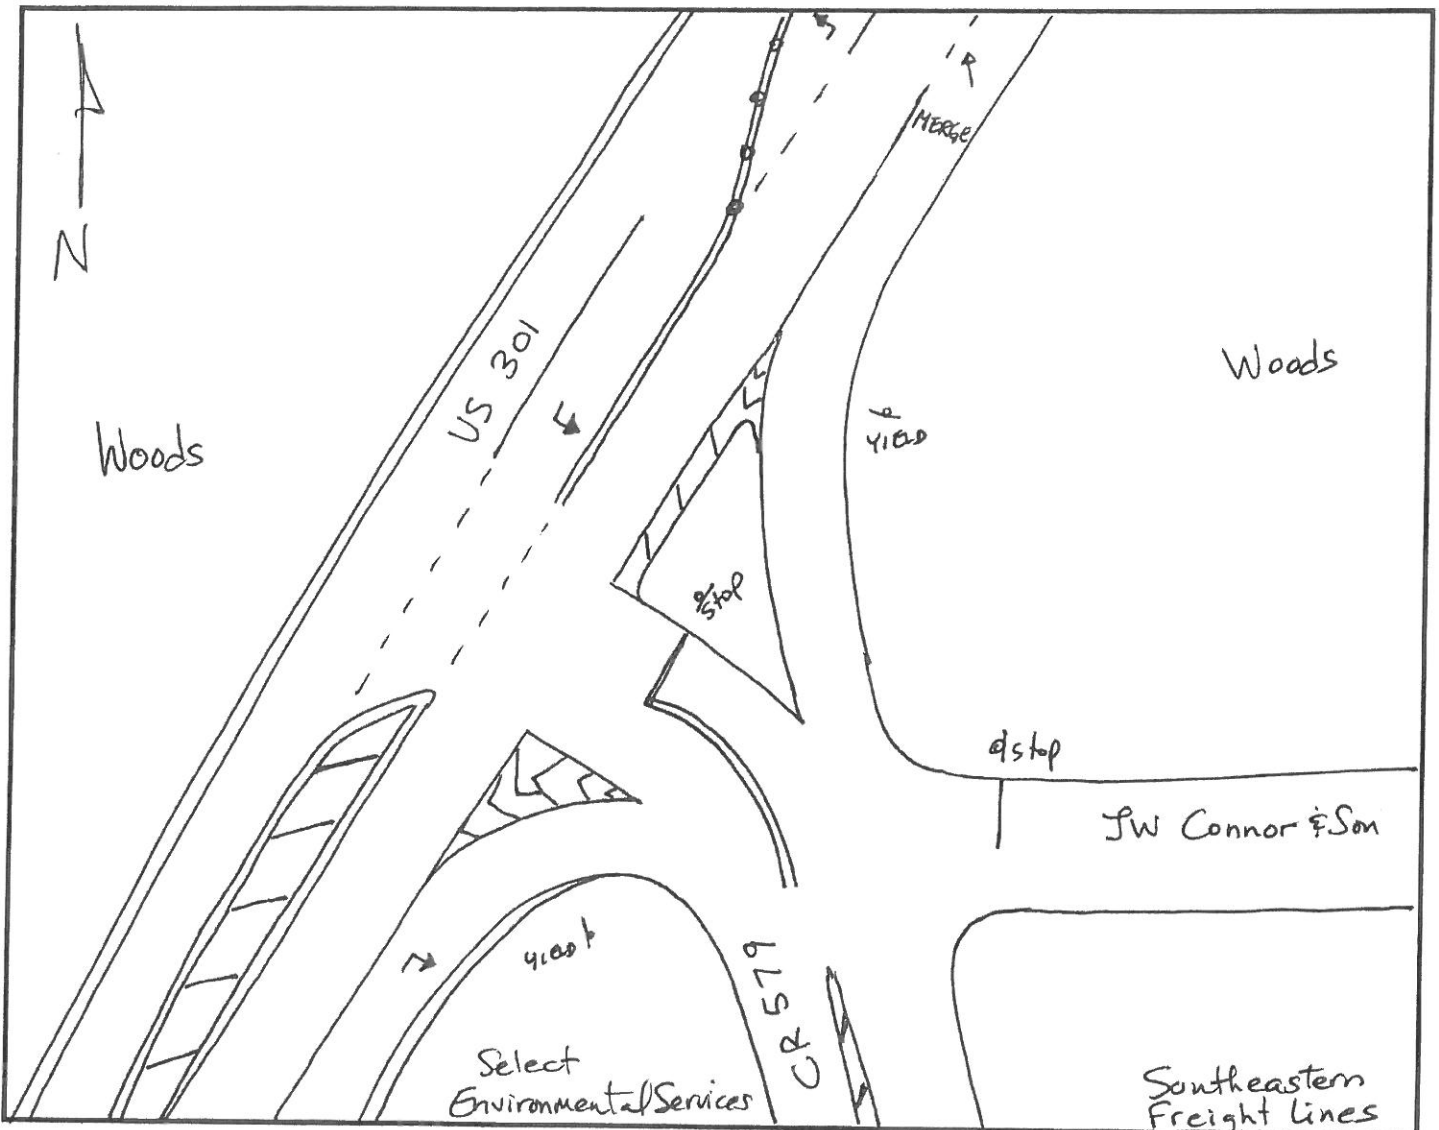 MERGE
N
US 301
Woods
Woods
YIELD
Stop
stop
JW Connor & Son
YIELD
CR 579
Select
Environmental Services
Southeastern
Freight Lines